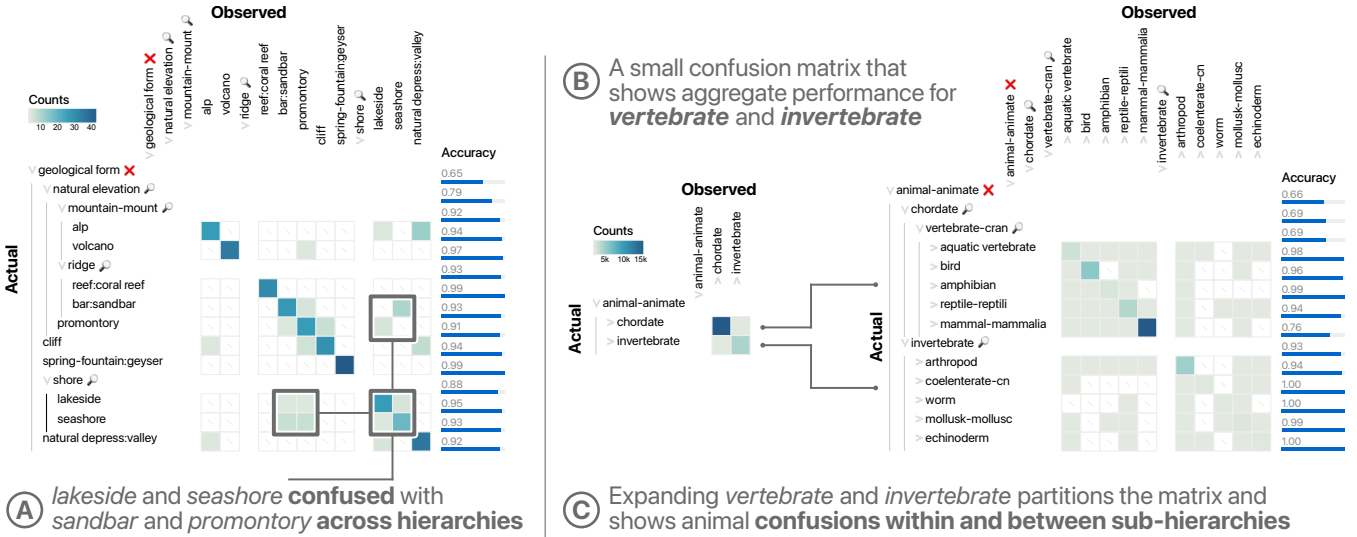 Observed
geological form
natural elevation
mountain-mount
alp
volcano
ridge
reef:coral reef
bar:sandbar
promontory
cliff
spring-fountain:geyser
shore
lakeside
seashore
natural depress:valley
Counts
10 20 30 40
Accuracy
Actual
geological form
0.65
natural elevation
0.79
mountain-mount
0.92
alp
0.94
volcano
0.97
ridge
0.93
reef:coral reef
0.99
bar:sandbar
0.93
promontory
0.91
cliff
0.94
spring-fountain:geyser
0.99
shore
0.88
lakeside
0.95
seashore
0.93
natural depress:valley
0.92
A
lakeside and seashore confused with
sandbar and promontory across hierarchies
B
A small confusion matrix that
shows aggregate performance for
vertebrate and invertebrate
Observed
Counts
5k 10k 15k
animal-animate
chordate
invertebrate
Actual
animal-animate
chordate
invertebrate
Observed
animal-animate
chordate
vertebrate-cran
aquatic vertebrate
bird
amphibian
reptile-reptili
mammal-mammalia
invertebrate
arthropod
coelenterate-cn
worm
mollusk-mollusc
echinoderm
Accuracy
Actual
animal-animate
0.66
chordate
0.69
vertebrate-cran
0.69
aquatic vertebrate
0.98
bird
0.96
amphibian
0.99
reptile-reptili
0.94
mammal-mammalia
0.76
invertebrate
0.93
arthropod
0.94
coelenterate-cn
1.00
worm
1.00
mollusk-mollusc
0.99
echinoderm
1.00
C
Expanding vertebrate and invertebrate partitions the matrix and
shows animal confusions within and between sub-hierarchies